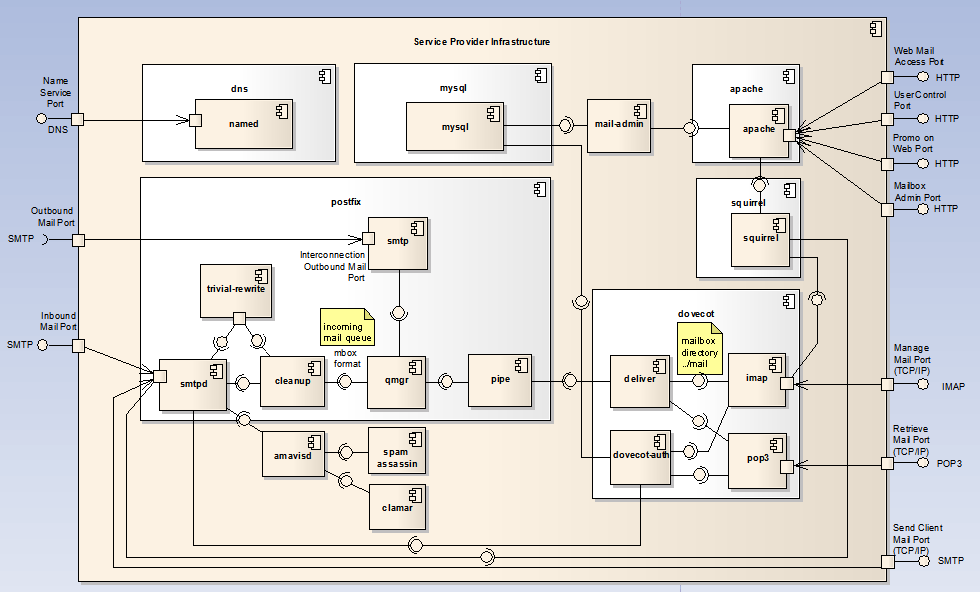 Service Provider Infrastructure
Name
Service
Port
DNS
dns
named
mysql
mysql
mail-admin
apache
apache
Web Mail
Access Port
HTTP
User Control
Port
HTTP
Promo on
Web Port
HTTP
Mailbox
Admin Port
HTTP
Outbound
Mail Port
SMTP
postfix
smtp
Interconnection
Outbound Mail
Port
squirrel
squirrel
trivial-rewrite
incoming
mail queue
mbox
format
Inbound
Mail Port
SMTP
smtpd
cleanup
qmgr
pipe
dovecot
mailbox
directory
../mail
deliver
imap
Manage
Mail Port
(TCP/IP)
IMAP
amavisd
spam
assassin
clamar
dovecot-auth
pop3
Retrieve
Mail Port
(TCP/IP)
POP3
Send Client
Mail Port
(TCP/IP)
SMTP